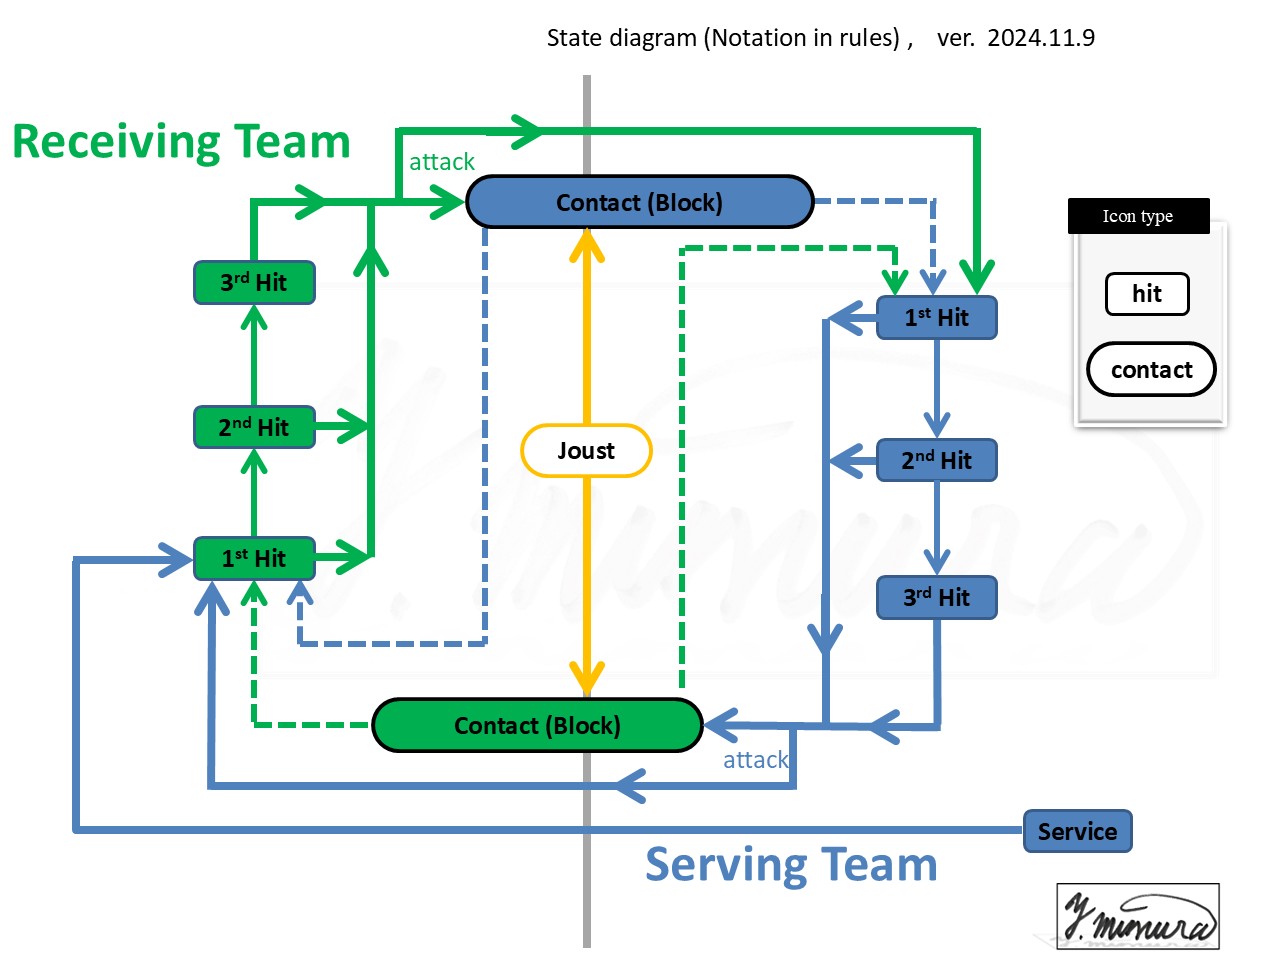 State diagram (Notation in rules) , ver. 2024.11.9
Receiving Team
attack
Contact (Block)
Icon type
hit
contact
3rd Hit
1st Hit
2nd Hit
Joust
2nd Hit
1st Hit
3rd Hit
Contact (Block)
attack
Service
Serving Team
Y. mimura